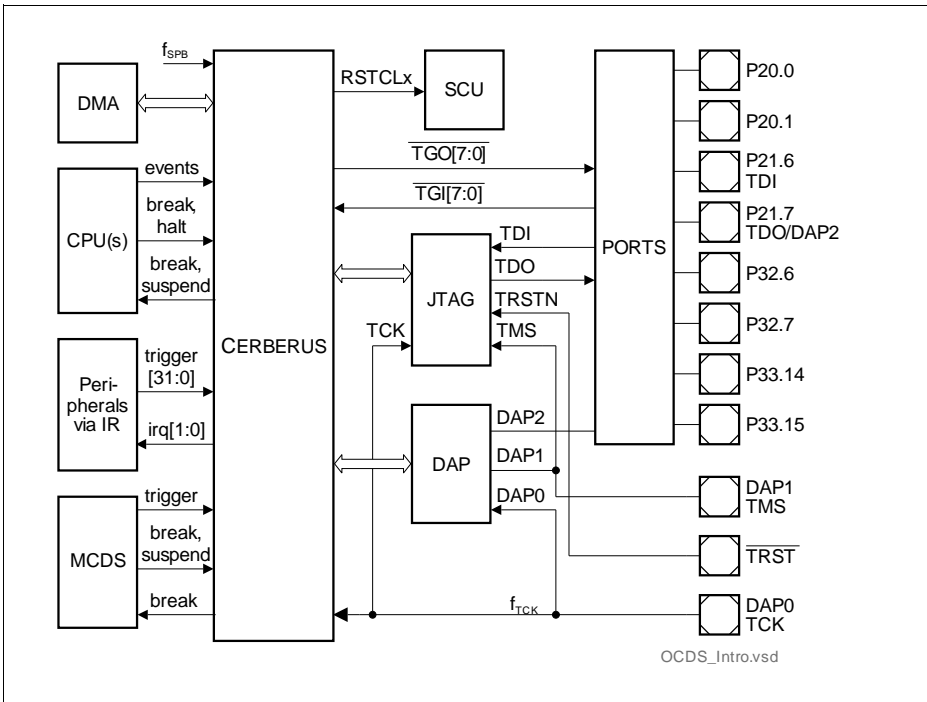 f_SPB
DMA
CPU(s)
events
break,
halt
break,
suspend
Peri-
pherals
via IR
trigger
[31:0]
irq[1:0]
MCDS
trigger
break,
suspend
break
CERBERUS
RSTCLx
SCU
TGO[7:0]
TGI[7:0]
TDI
TDO
TRSTN
TMS
TCK
JTAG
DAP
DAP2
DAP1
DAP0
f_TCK
PORTS
P20.0
P20.1
P21.6
TDI
P21.7
TDO/DAP2
P32.6
P32.7
P33.14
P33.15
DAP1
TMS
TRST
DAP0
TCK
OCDS_Intro.vsd